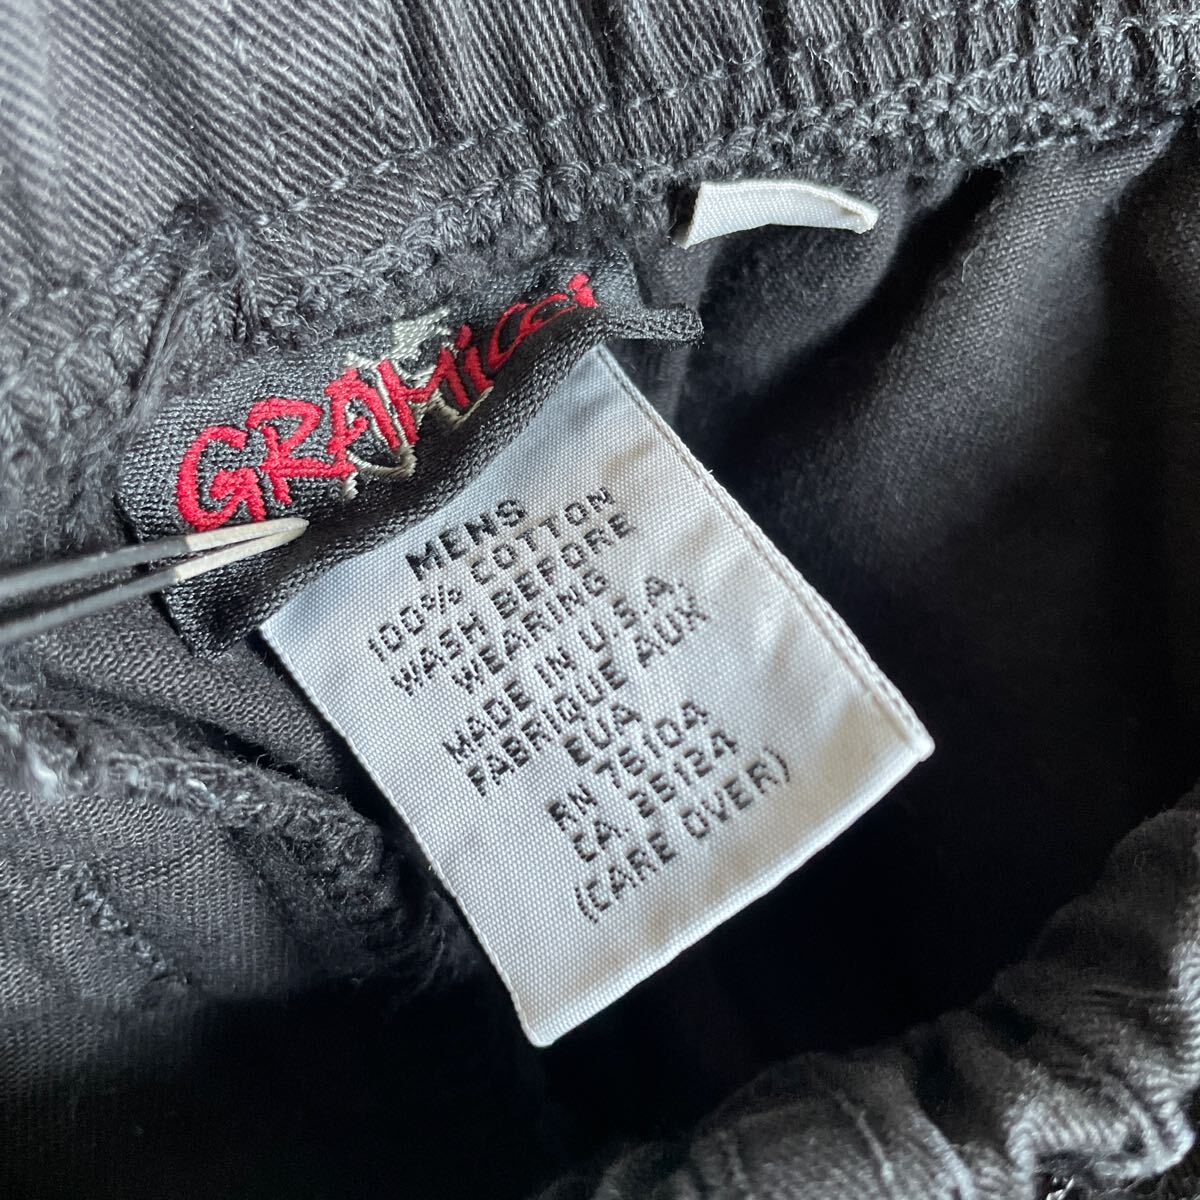 GRAMiCCi
MENS
100% COTTON
WASH BEFORE
WEARING
MADE IN U.S.A.
FABRIQUE AUX
EUA
RN 75104
CA. 35124
(CARE OVER)